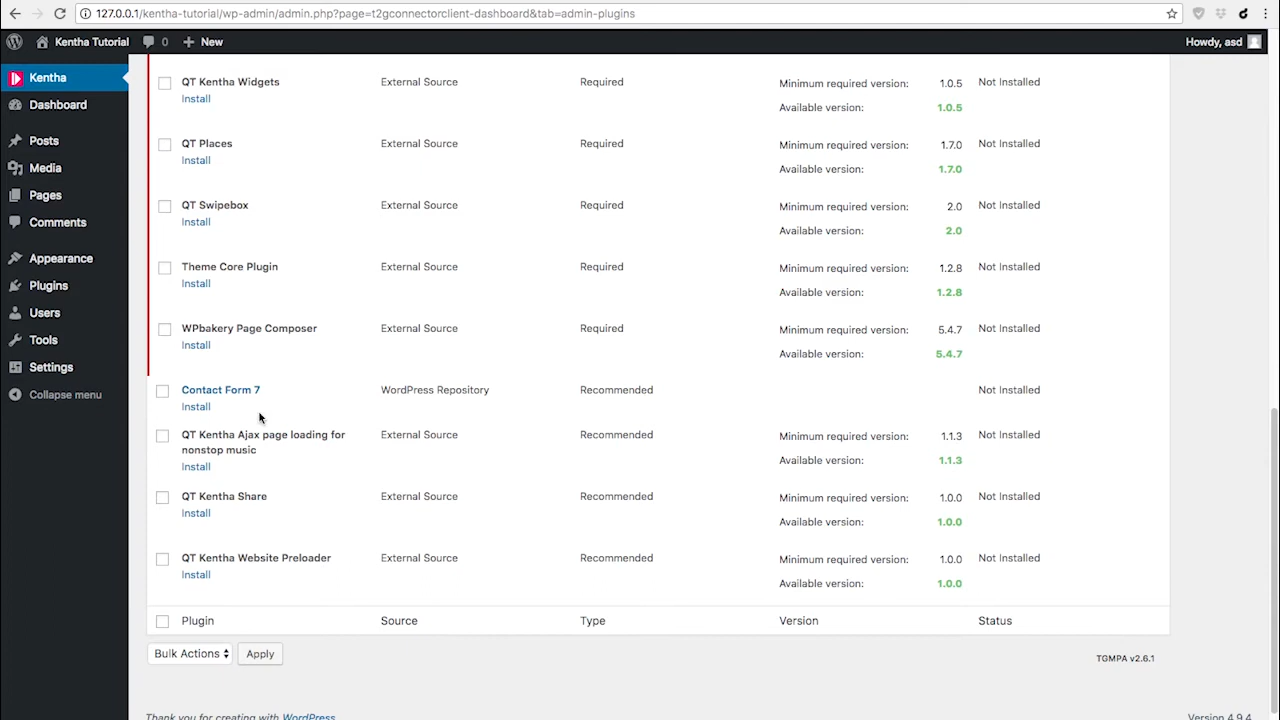 127.0.0.1/kentha-tutorial/wp-admin/admin.php?page=t2gconnectorclient-dashboard&tab=admin-plugins
Kentha Tutorial 0 New Howdy, asd
Kentha
Dashboard
Posts
Media
Pages
Comments
Appearance
Plugins
Users
Tools
Settings
Collapse menu
QT Kentha Widgets External Source Required Minimum required version: 1.0.5 Not Installed
Install Available version: 1.0.5
QT Places External Source Required Minimum required version: 1.7.0 Not Installed
Install Available version: 1.7.0
QT Swipebox External Source Required Minimum required version: 2.0 Not Installed
Install Available version: 2.0
Theme Core Plugin External Source Required Minimum required version: 1.2.8 Not Installed
Install Available version: 1.2.8
WPbakery Page Composer External Source Required Minimum required version: 5.4.7 Not Installed
Install Available version: 5.4.7
Contact Form 7 WordPress Repository Recommended Not Installed
Install
QT Kentha Ajax page loading for External Source Recommended Minimum required version: 1.1.3 Not Installed
nonstop music Available version: 1.1.3
Install
QT Kentha Share External Source Recommended Minimum required version: 1.0.0 Not Installed
Install Available version: 1.0.0
QT Kentha Website Preloader External Source Recommended Minimum required version: 1.0.0 Not Installed
Install Available version: 1.0.0
Plugin Source Type Version Status
Bulk Actions Apply TGMPA v2.6.1
Thank you for creating with WordPress Version 4.9.4